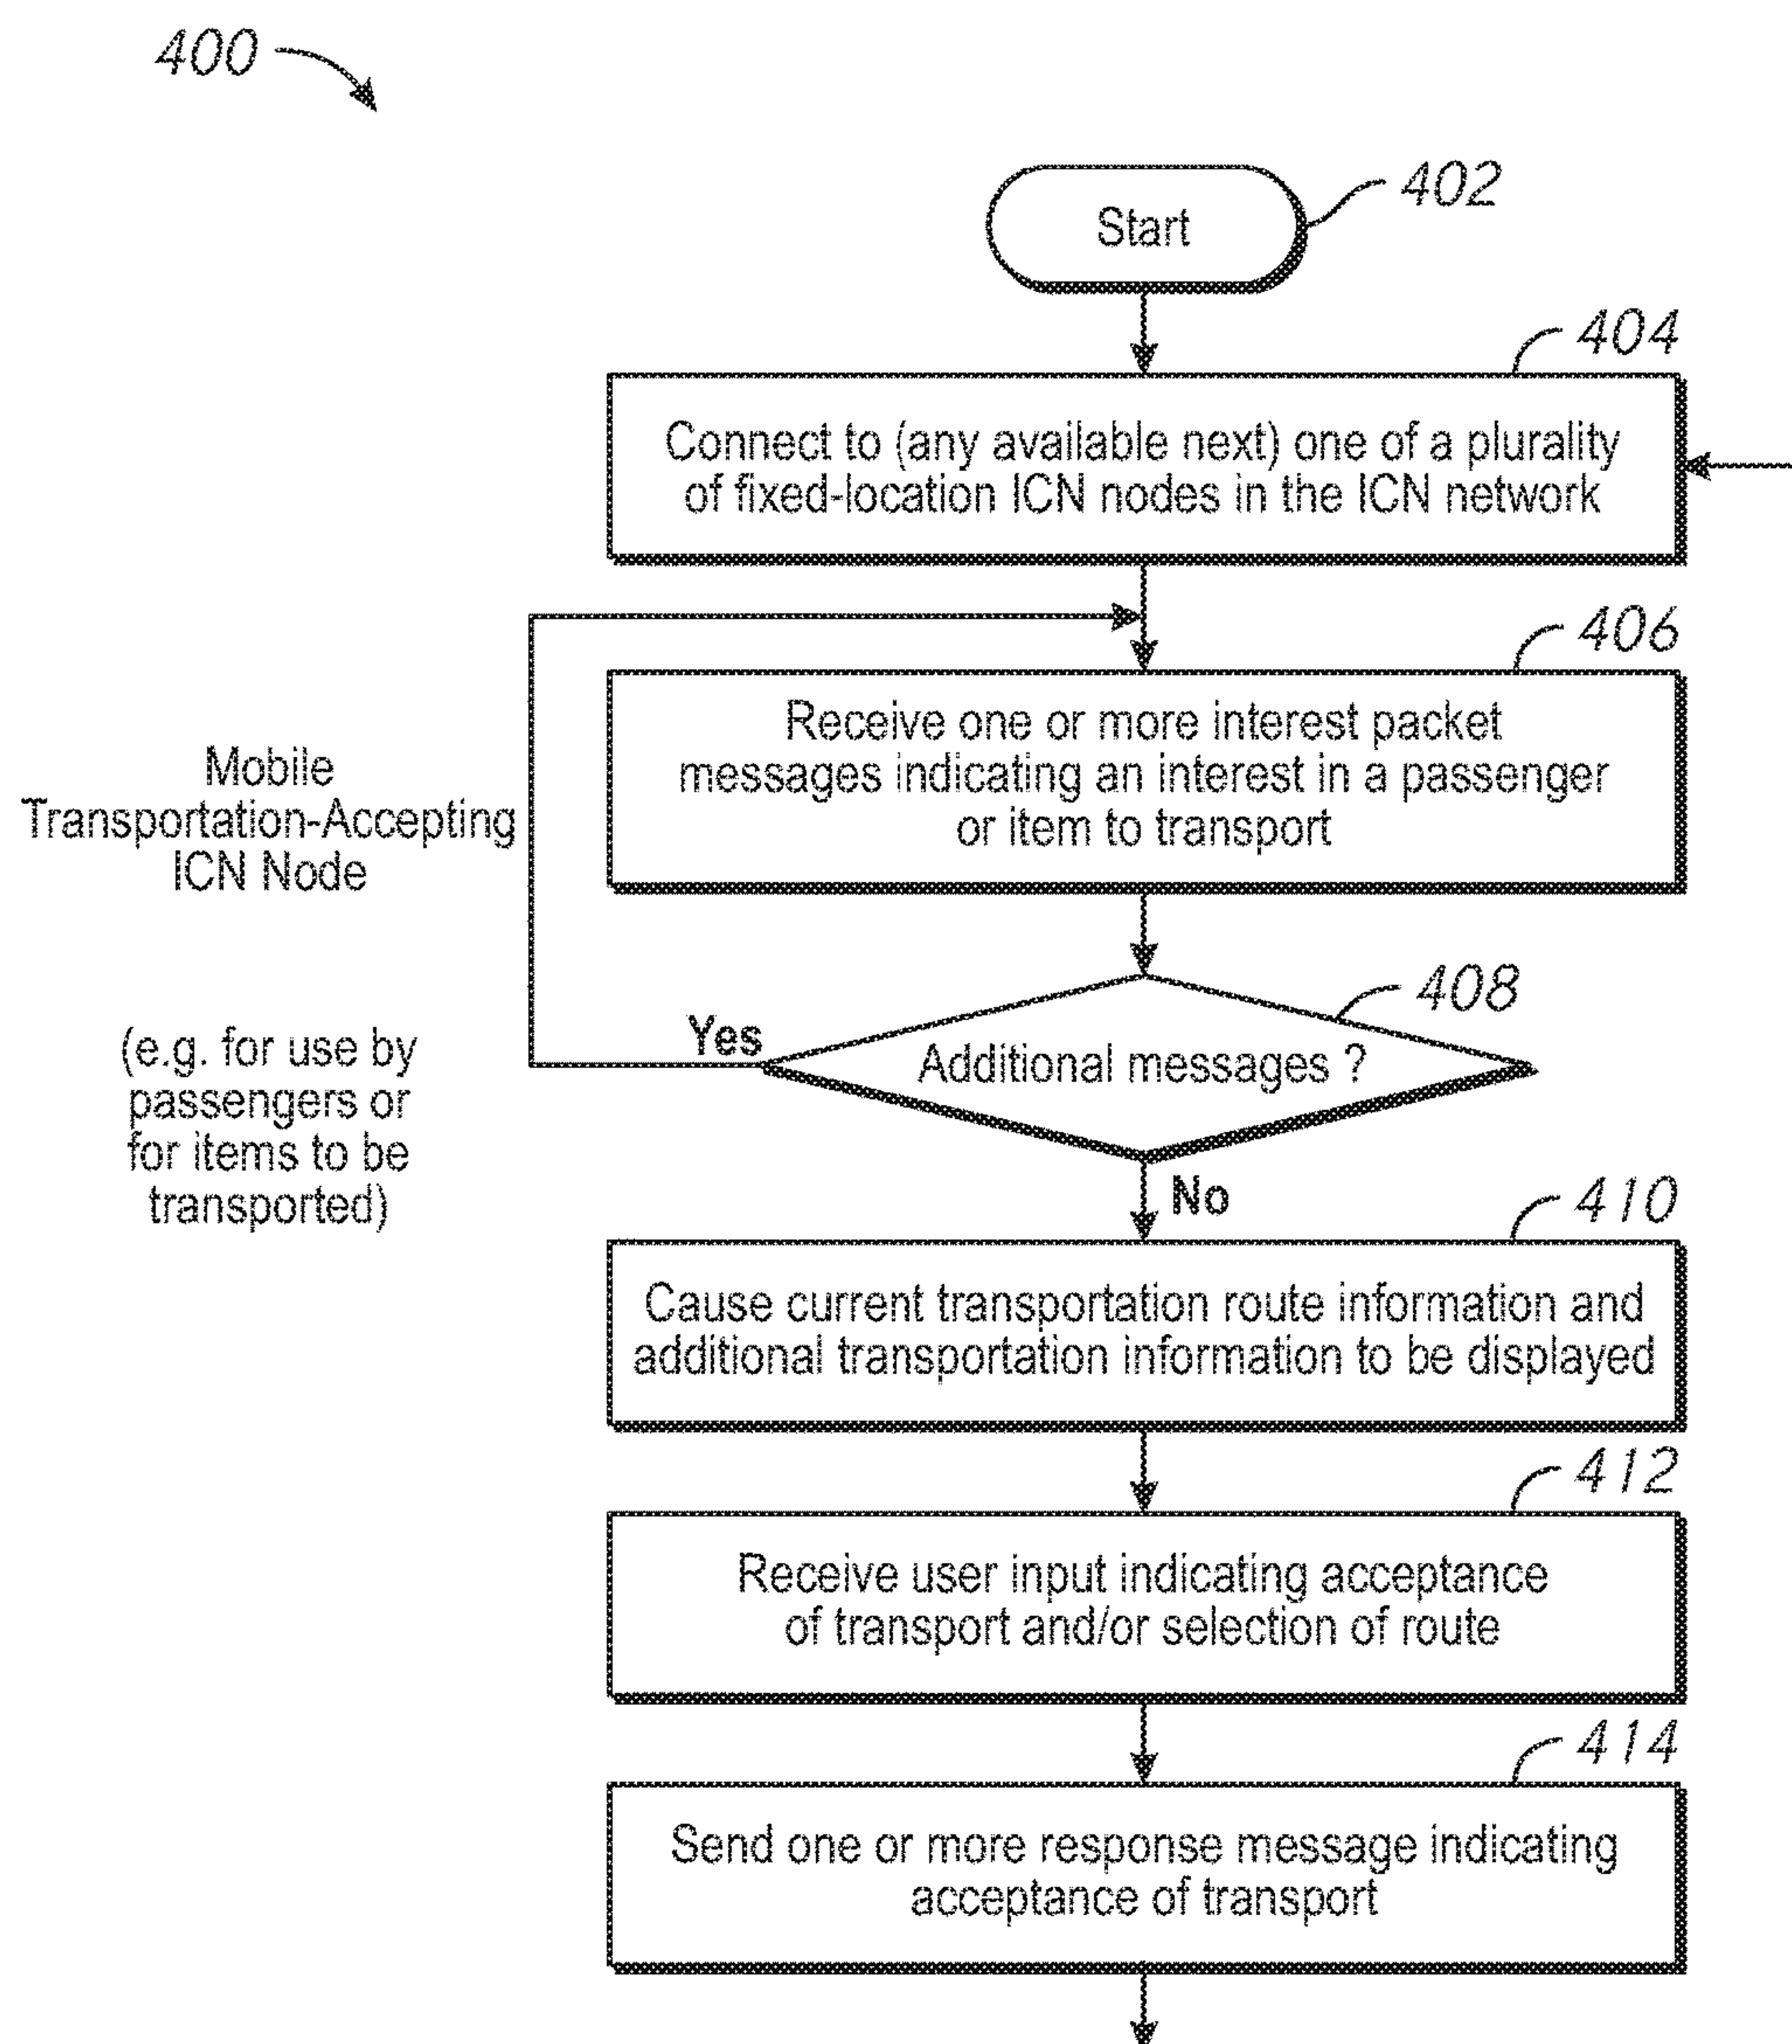 400
Start
402
404
Connect to (any available next) one of a plurality
of fixed-location ICN nodes in the ICN network
406
Receive one or more interest packet
messages indicating an interest in a passenger
or item to transport
Mobile
Transportation-Accepting
ICN Node
408
Yes
Additional messages ?
(e.g. for use by
passengers or
for items to be
transported)
No
410
Cause current transportation route information and
additional transportation information to be displayed
412
Receive user input indicating acceptance
of transport and/or selection of route
414
Send one or more response message indicating
acceptance of transport